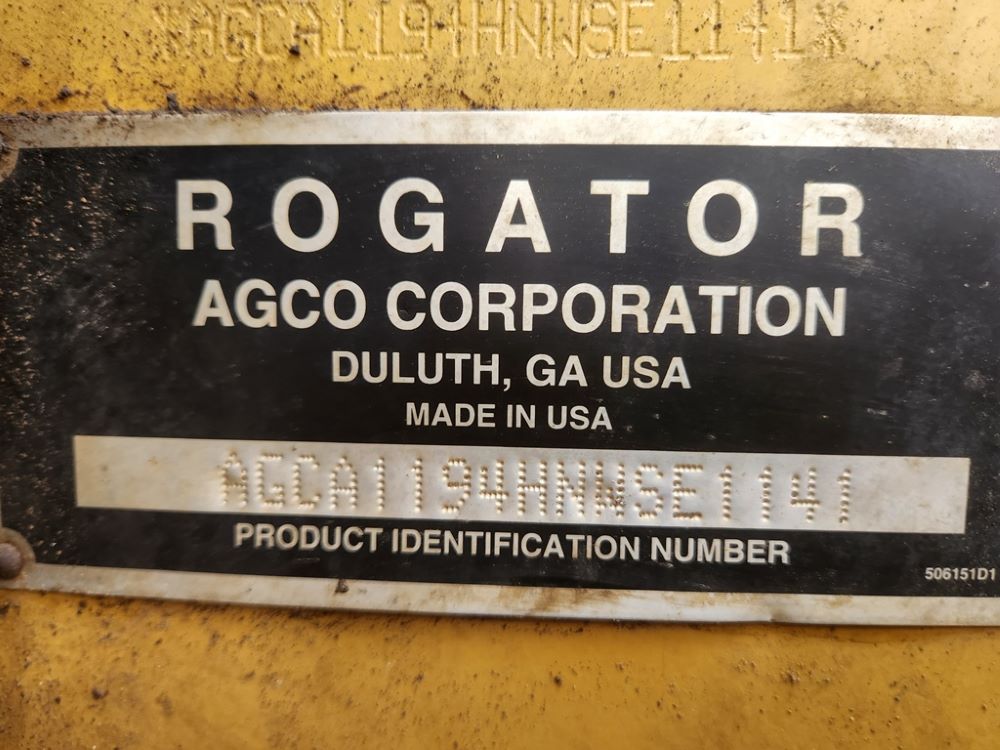 *AGCA1194HNWSE1141*
ROGATOR
AGCO CORPORATION
DULUTH, GA USA
MADE IN USA
AGCA1194HNWSE1141
PRODUCT IDENTIFICATION NUMBER
506151D1